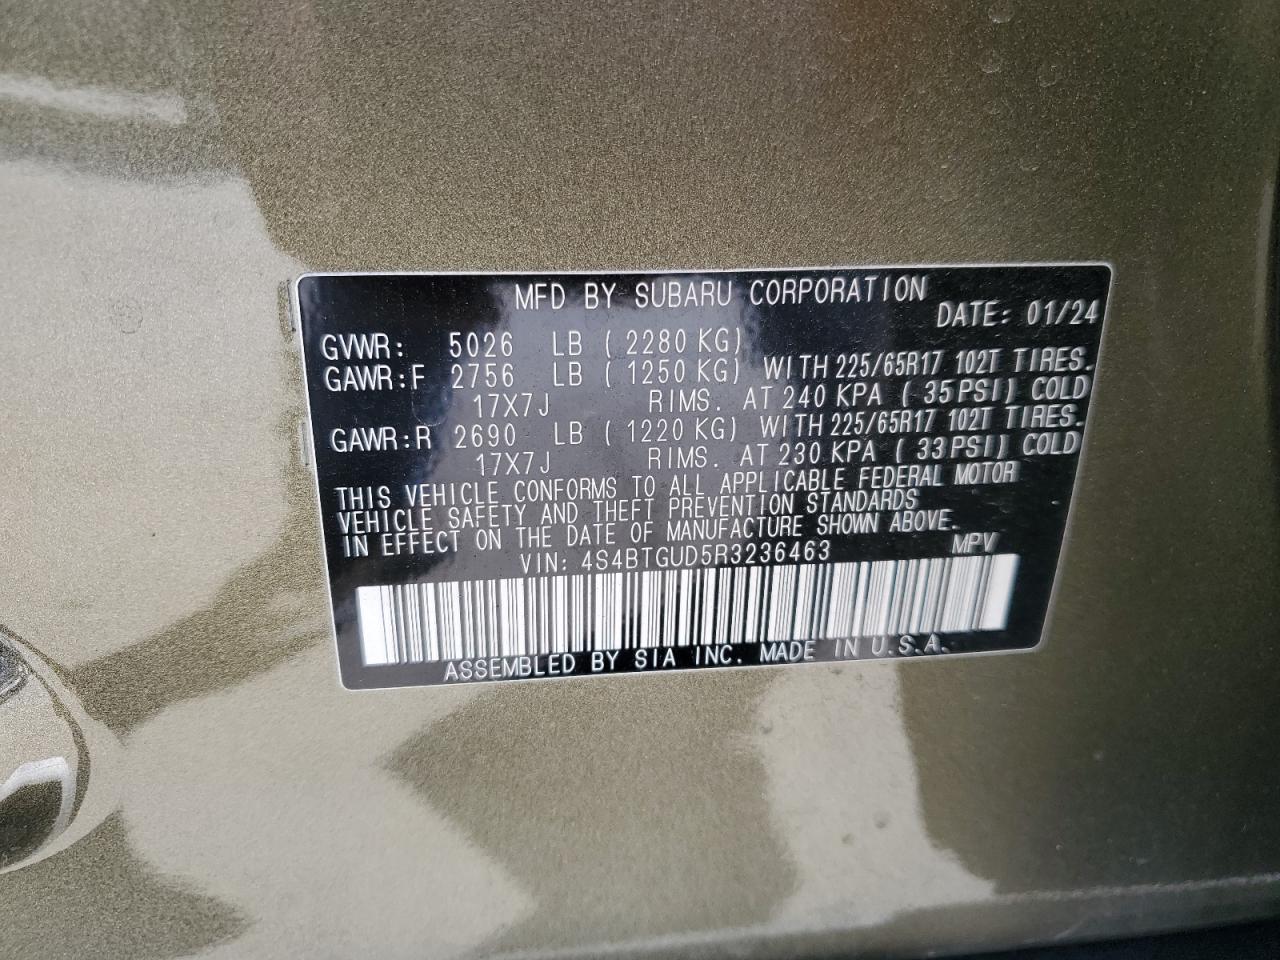 MFD BY SUBARU CORPORATION
DATE: 01/24
GVWR: 5026 LB ( 2280 KG)
GAWR:F 2756 LB ( 1250 KG) WITH 225/65R17 102T TIRES.
17X7J RIMS. AT 240 KPA ( 35PSI) COLD
GAWR:R 2690 LB ( 1220 KG) WITH 225/65R17 102T TIRES.
17X7J RIMS. AT 230 KPA ( 33PSI) COLD
THIS VEHICLE CONFORMS TO ALL APPLICABLE FEDERAL MOTOR
VEHICLE SAFETY AND THEFT PREVENTION STANDARDS
IN EFFECT ON THE DATE OF MANUFACTURE SHOWN ABOVE.
VIN: 4S4BTGUD5R3236463 MPV
ASSEMBLED BY SIA INC. MADE IN U.S.A.